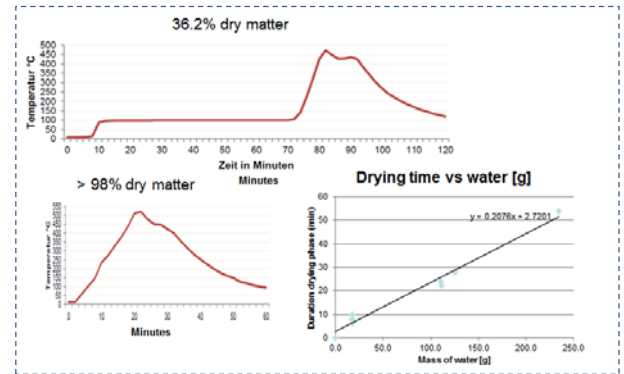 36.2% dry matter
Temperatur °C
500
450
400
350
300
250
200
150
100
50
0
0 10 20 30 40 50 60 70 80 90 100 110 120
Zeit in Minuten
Minutes
> 98% dry matter
Temperatur °C
0 10 20 30 40 50 60
Minutes
Drying time vs water [g]
Duration drying phase (min)
60
50
40
30
20
10
0
y = 0.2076x + 2.7201
0.0 50.0 100.0 150.0 200.0 250.0
Mass of water [g]